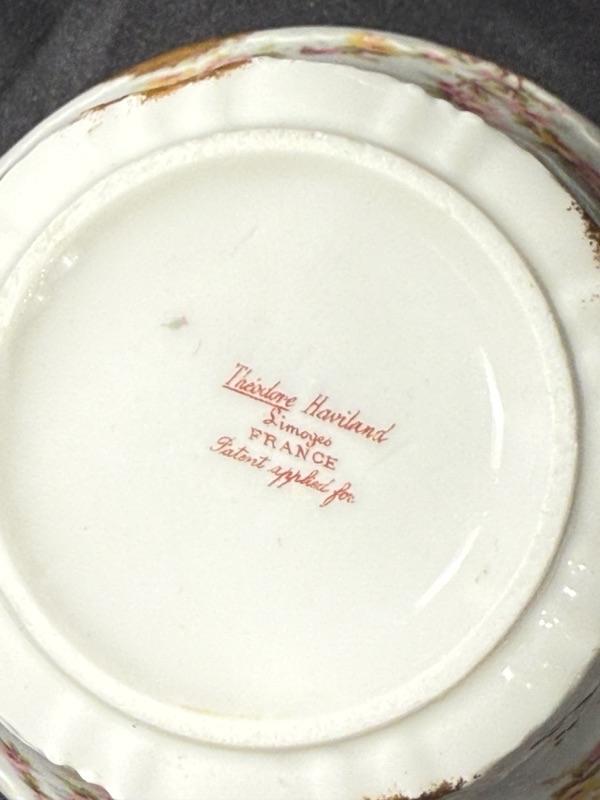 Théodore Haviland
Limoges
FRANCE
Patent applied for.